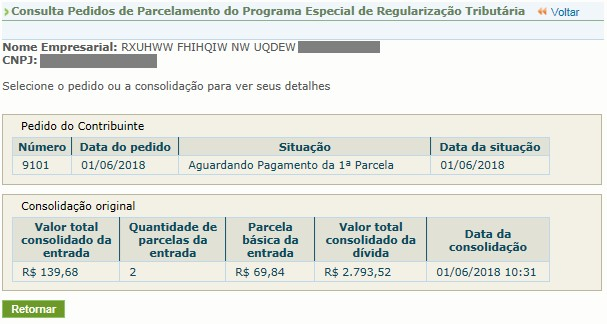 Consulta Pedidos de Parcelamento do Programa Especial de Regularização Tributária Voltar
Nome Empresarial: RXUHWW FHIHQIW NW UQDEW
CNPJ:
Selecione o pedido ou a consolidação para ver seus detalhes
Pedido do Contribuinte
Número Data do pedido Situação Data da situação
9101 01/06/2018 Aguardando Pagamento da 1ª Parcela 01/06/2018
Consolidação original
Valor total consolidado da entrada Quantidade de parcelas da entrada Parcela básica da entrada Valor total consolidado da dívida Data da consolidação
R$ 139,68 2 R$ 69,84 R$ 2.793,52 01/06/2018 10:31
Retornar